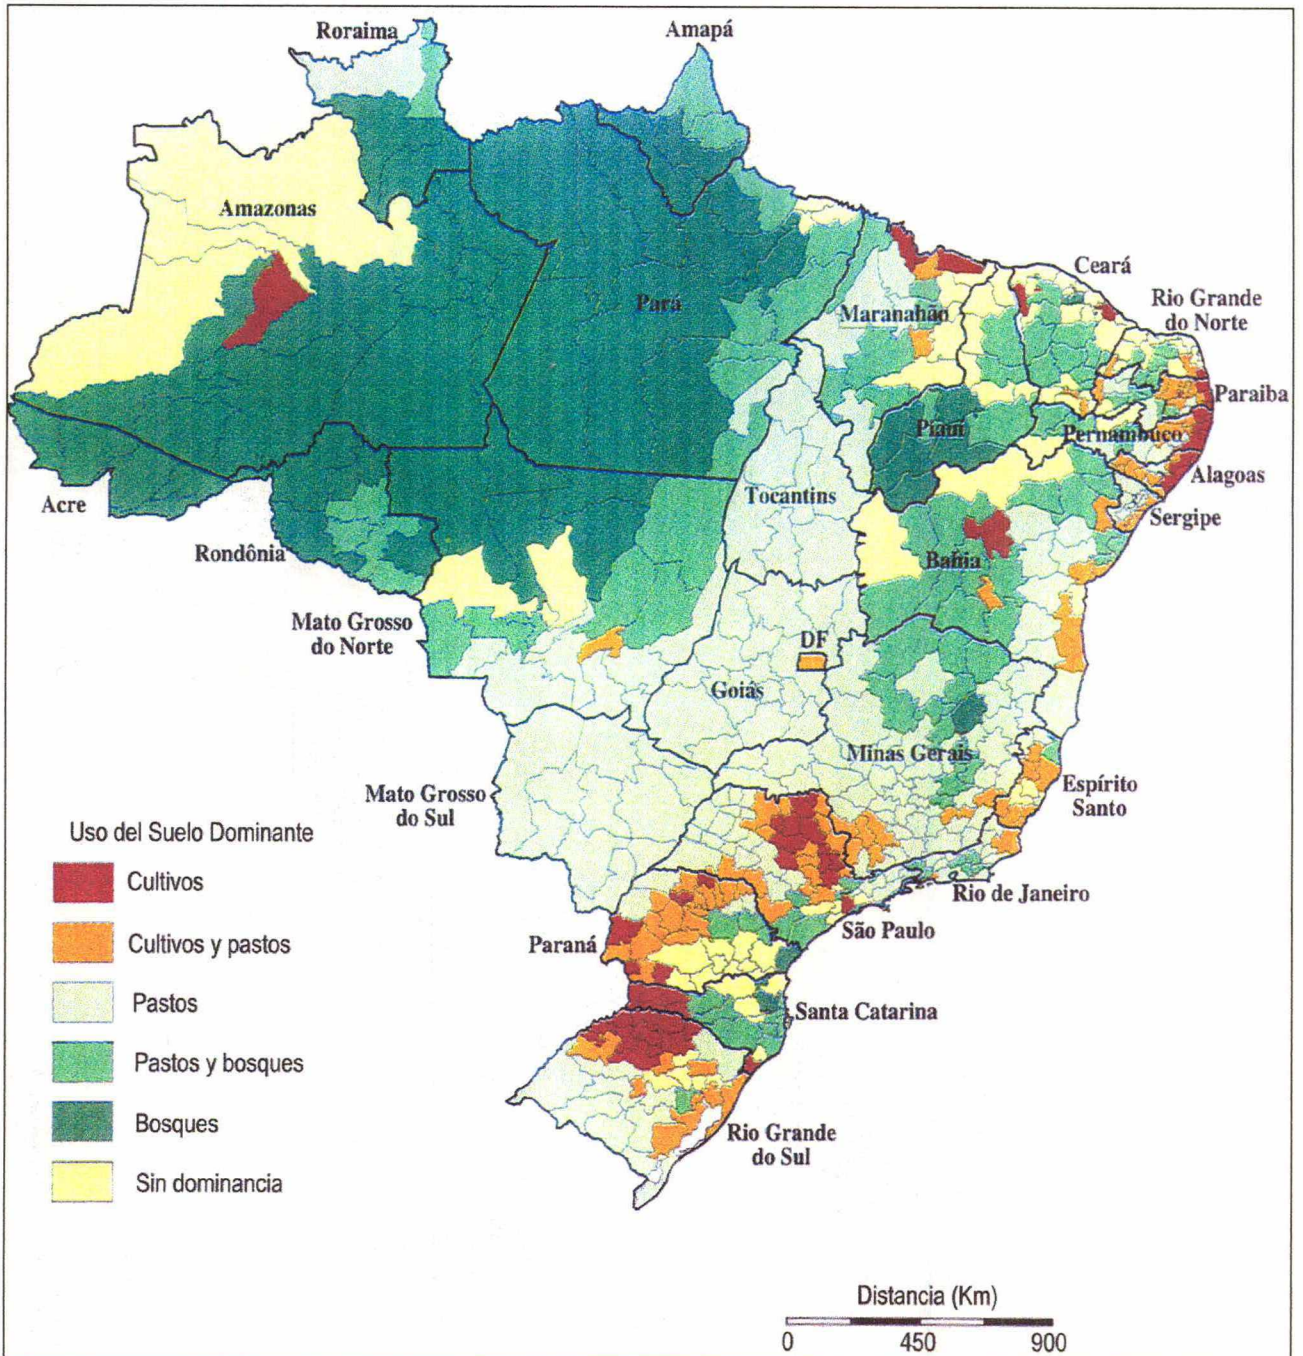 Roraima
Amapá
Amazonas
Pará
Ceará
Maranahão
Rio Grande
do Norte
Paraiba
Piauí
Pernambuco
Alagoas
Acre
Tocantins
Sergipe
Rondônia
Bahia
Mato Grosso
do Norte
DF
Goiás
Minas Gerais
Mato Grosso
do Sul
Espírito
Santo
Rio de Janeiro
São Paulo
Paraná
Santa Catarina
Rio Grande
do Sul
Uso del Suelo Dominante
Cultivos
Cultivos y pastos
Pastos
Pastos y bosques
Bosques
Sin dominancia
Distancia (Km)
0 450 900